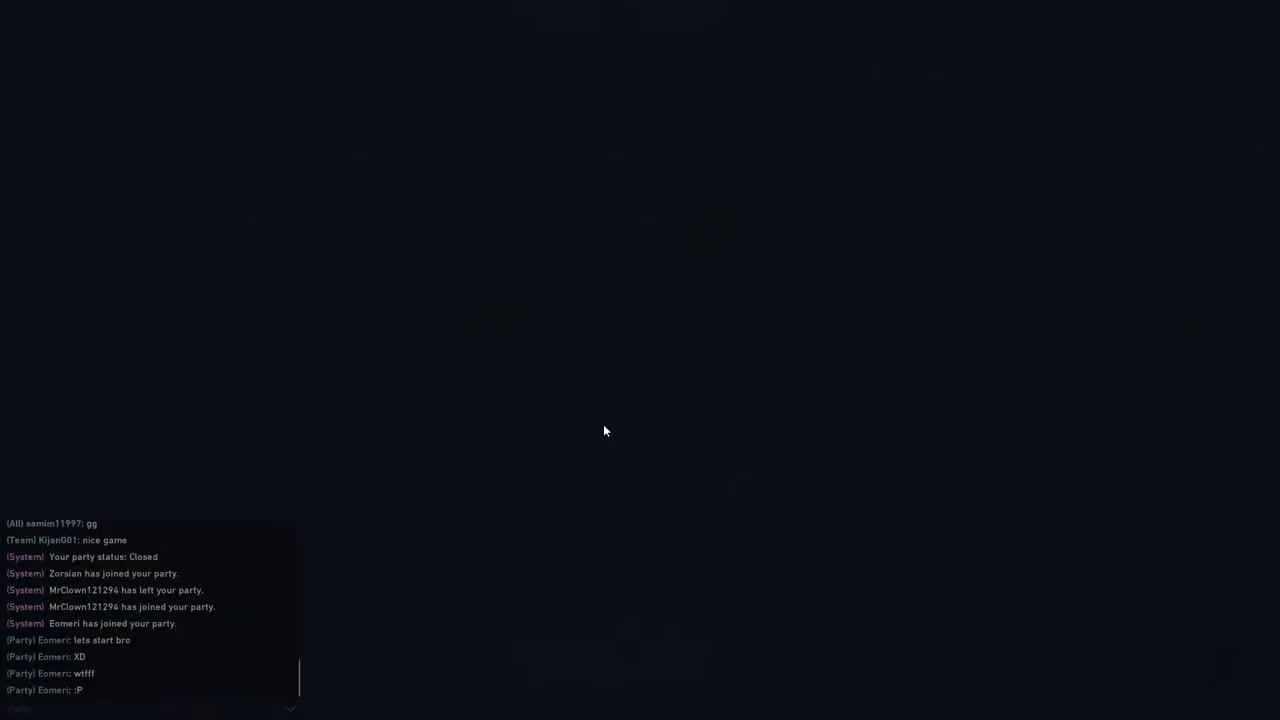 (All) samim11997: gg
(Team) KijanG01: nice game
(System) Your party status: Closed
(System) Zorsian has joined your party.
(System) MrClown121294 has left your party.
(System) MrClown121294 has joined your party.
(System) Eomeri has joined your party.
(Party) Eomeri: lets start bro
(Party) Eomeri: XD
(Party) Eomeri: wtfff
(Party) Eomeri: :P
Party